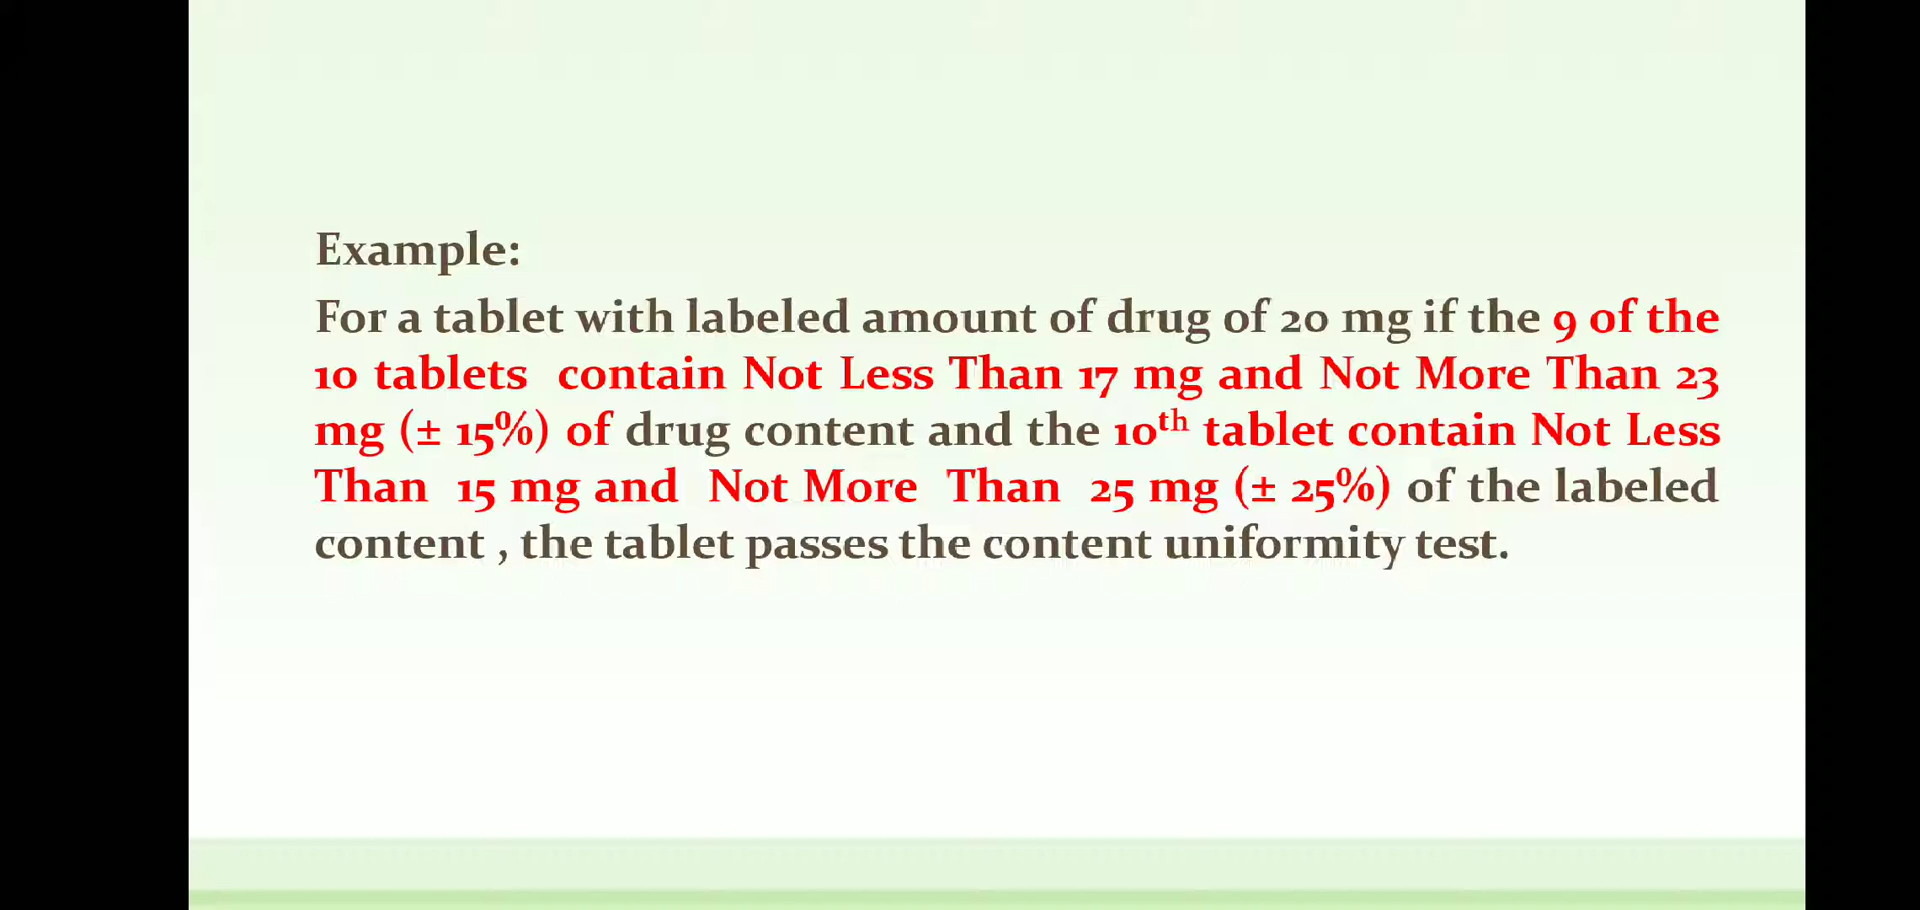 Example:
For a tablet with labeled amount of drug of 20 mg if the 9 of the
10 tablets contain Not Less Than 17 mg and Not More Than 23
mg (± 15%) of drug content and the 10th tablet contain Not Less
Than 15 mg and Not More Than 25 mg (± 25%) of the labeled
content , the tablet passes the content uniformity test.